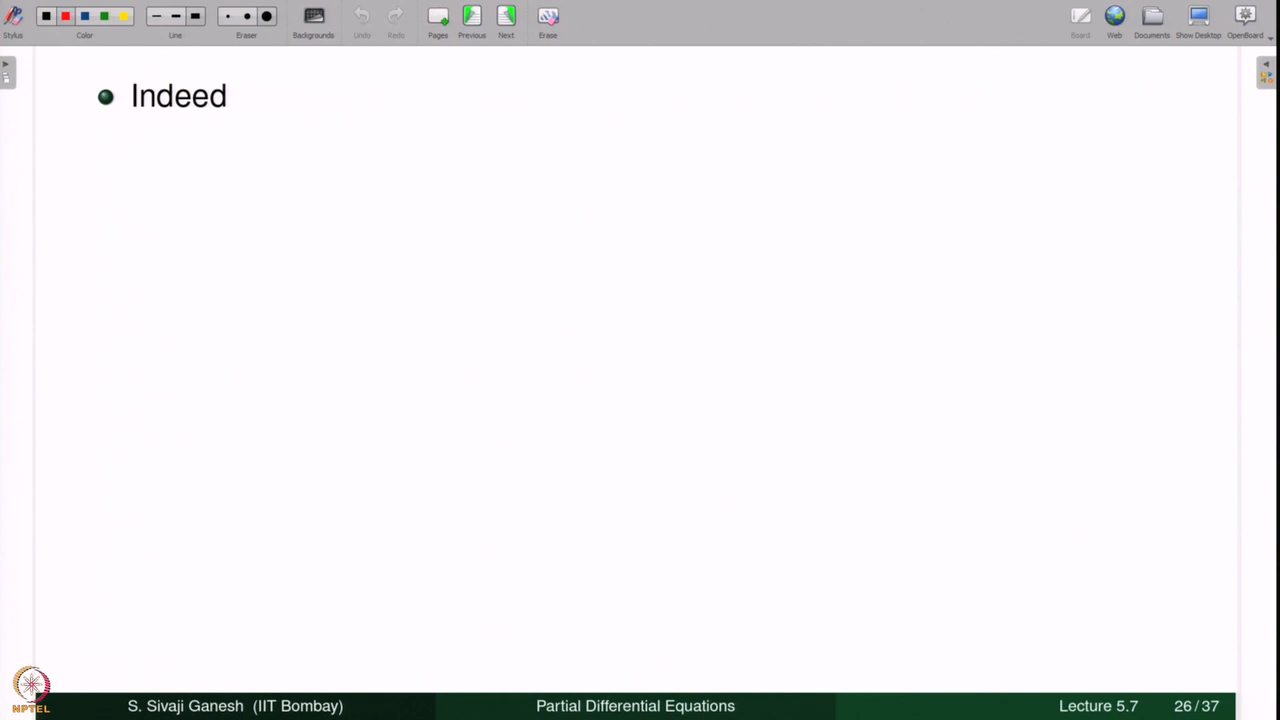 Stylus Color Line Eraser Backgrounds Undo Redo Pages Previous Next Erase Board Web Documents Show Desktop OpenBoard
Indeed
NPTEL
S. Sivaji Ganesh (IIT Bombay) Partial Differential Equations Lecture 5.7 26/37